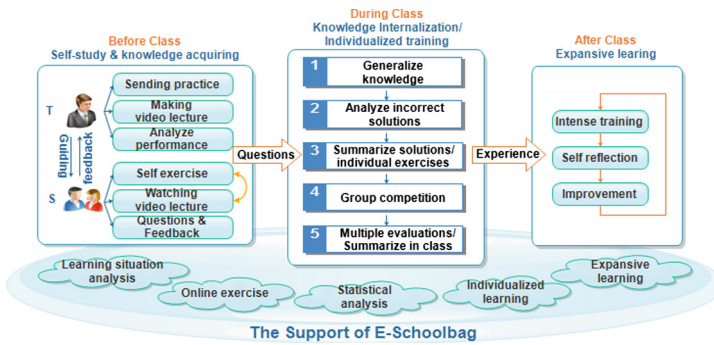 Before Class
Self-study & knowledge acquiring
T
Sending practice
Making
video lecture
Analyze
performance
Guiding
feedback
S
Self exercise
Watching
video lecture
Questions &
Feedback
Questions
During Class
Knowledge Internalization/
Individualized training
1 Generalize
knowledge
2 Analyze incorrect
solutions
3 Summarize solutions/
individual exercises
4 Group competition
5 Multiple evaluations/
Summarize in class
Experience
After Class
Expansive learing
Intense training
Self reflection
Improvement
Learning situation
analysis
Online exercise
Statistical
analysis
Individualized
learning
Expansive
learning
The Support of E-Schoolbag